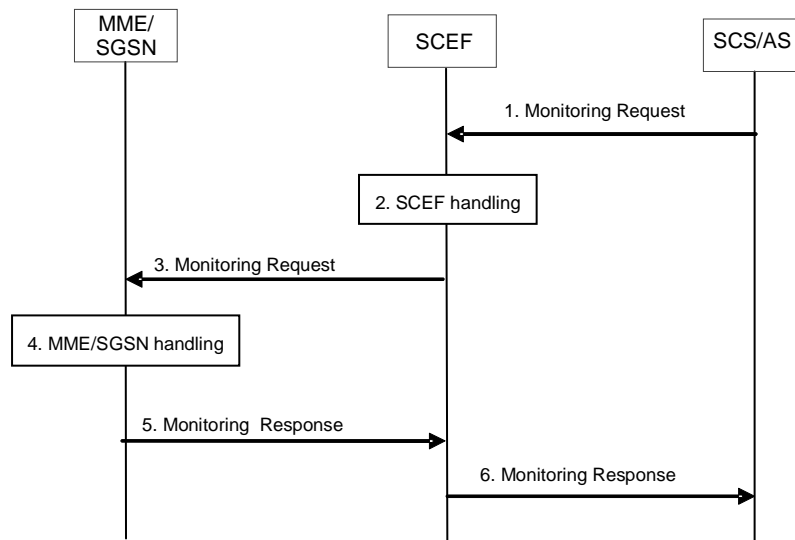 MME/
SGSN
SCEF
SCS/AS
1. Monitoring Request
2. SCEF handling
3. Monitoring Request
4. MME/SGSN handling
5. Monitoring Response
6. Monitoring Response